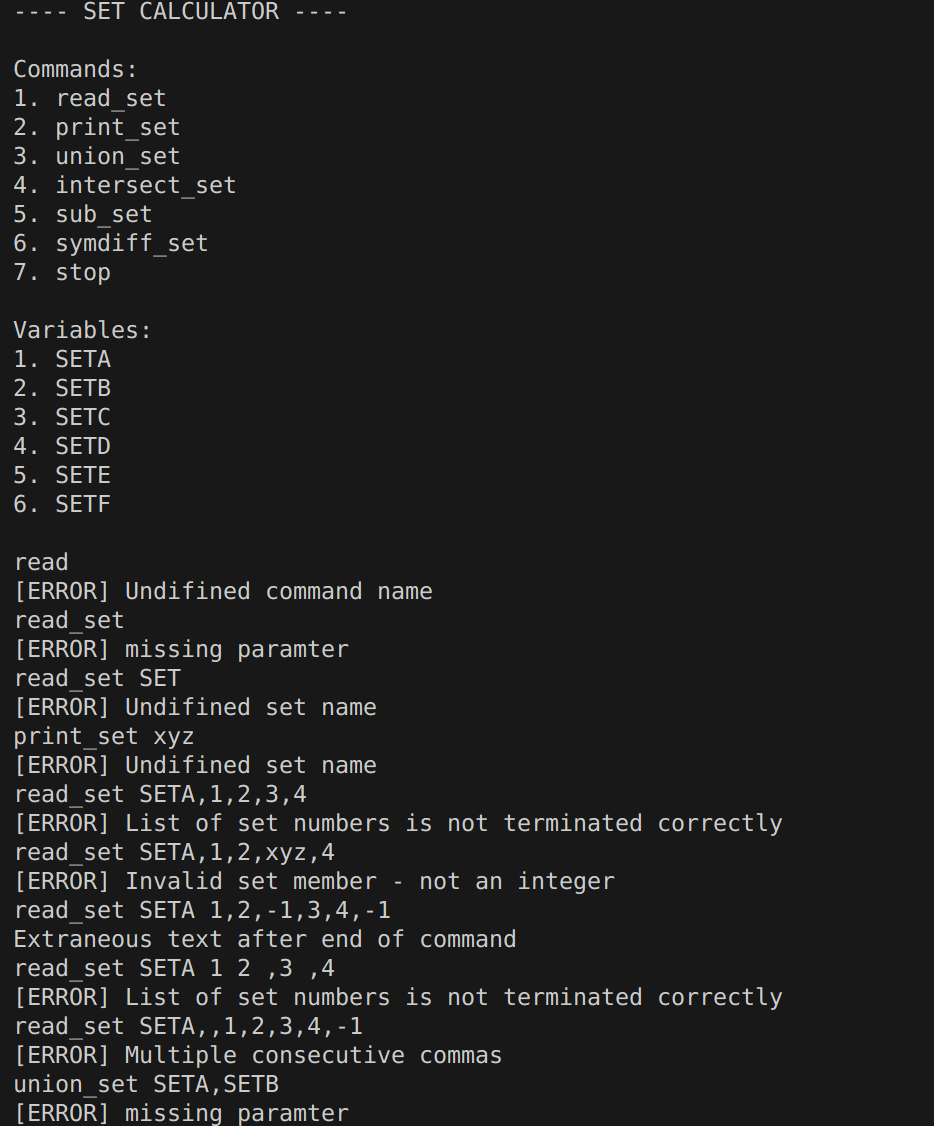 ---- SET CALCULATOR ----
Commands:
1. read_set
2. print_set
3. union_set
4. intersect_set
5. sub_set
6. symdiff_set
7. stop
Variables:
1. SETA
2. SETB
3. SETC
4. SETD
5. SETE
6. SETF
read
[ERROR] Undifined command name
read_set
[ERROR] missing paramter
read_set SET
[ERROR] Undifined set name
print_set xyz
[ERROR] Undifined set name
read_set SETA,1,2,3,4
[ERROR] List of set numbers is not terminated correctly
read_set SETA,1,2,xyz,4
[ERROR] Invalid set member - not an integer
read_set SETA 1,2,-1,3,4,-1
Extraneous text after end of command
read_set SETA 1 2 ,3 ,4
[ERROR] List of set numbers is not terminated correctly
read_set SETA,,1,2,3,4,-1
[ERROR] Multiple consecutive commas
union_set SETA,SETB
[ERROR] missing paramter